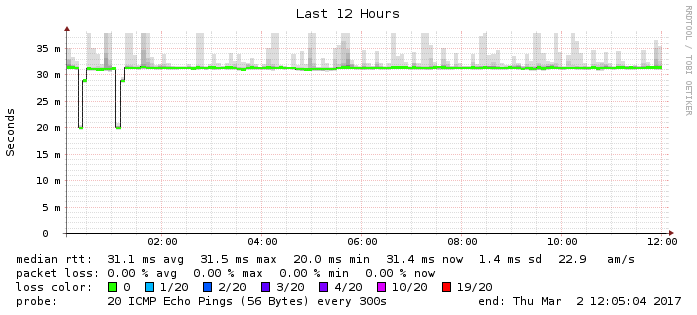 Last 12 Hours
RRDTOOL / TOBI OETIKER
Seconds
35 m
30 m
25 m
20 m
15 m
10 m
5 m
0
02:00 04:00 06:00 08:00 10:00 12:00
median rtt: 31.1 ms avg 31.5 ms max 20.0 ms min 31.4 ms now 1.4 ms sd 22.9 am/s
packet loss: 0.00 % avg 0.00 % max 0.00 % min 0.00 % now
loss color: 0 1/20 2/20 3/20 4/20 10/20 19/20
probe: 20 ICMP Echo Pings (56 Bytes) every 300s end: Thu Mar 2 12:05:04 2017